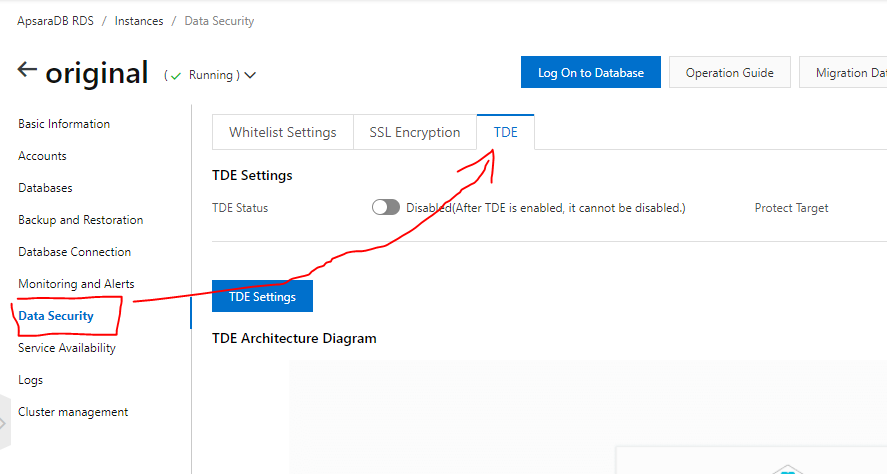 ApsaraDB RDS / Instances / Data Security
original ( Running )
Log On to Database
Operation Guide
Basic Information
Accounts
Databases
Backup and Restoration
Database Connection
Monitoring and Alerts
Data Security
Service Availability
Logs
Cluster management
Whitelist Settings
SSL Encryption
TDE
TDE Settings
TDE Status
Disabled(After TDE is enabled, it cannot be disabled.)
Protect Target
TDE Settings
TDE Architecture Diagram